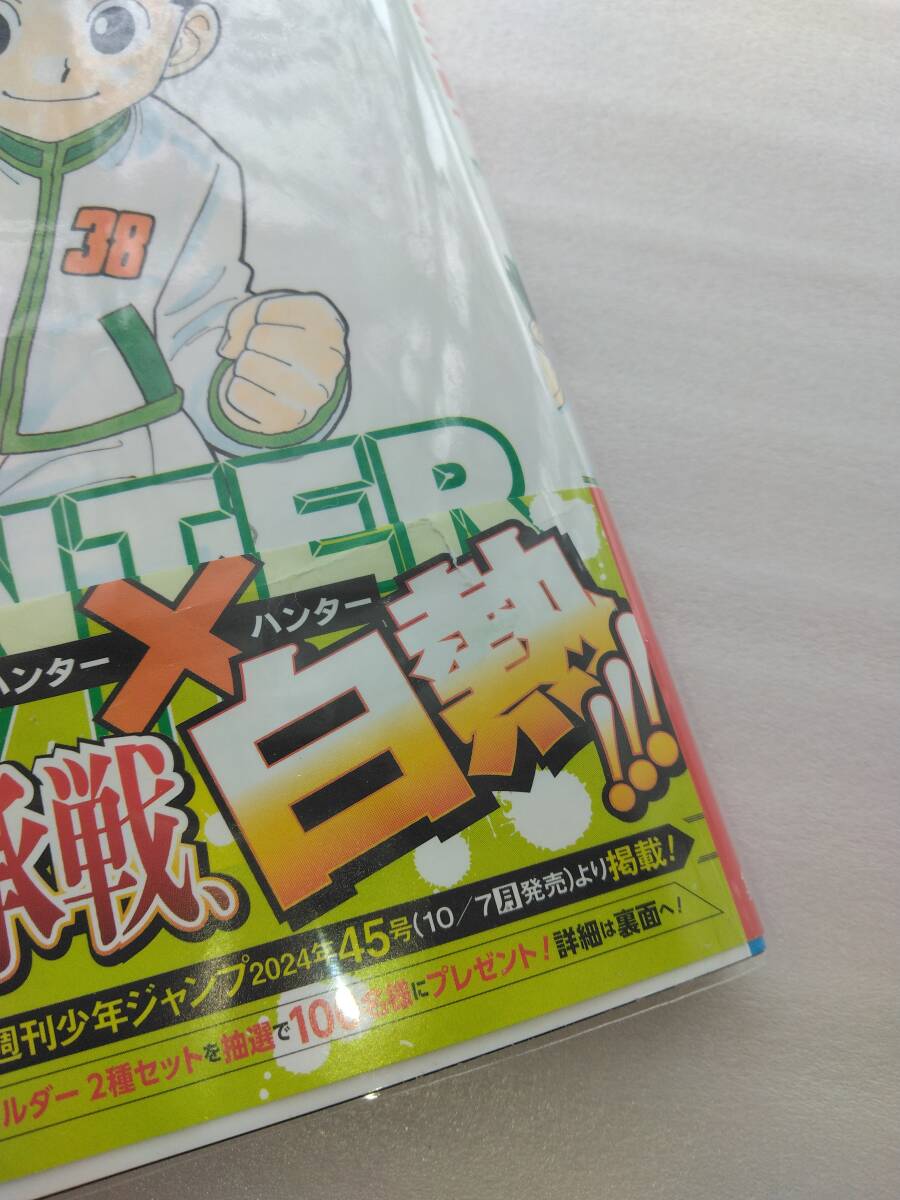 38
NTER
ハンター×ハンター
承戦、白熱!!!
週刊少年ジャンプ2024年45号(10/7月発売)より掲載!
ルダー 2種セットを抽選で100名様にプレゼント! 詳細は裏面へ!